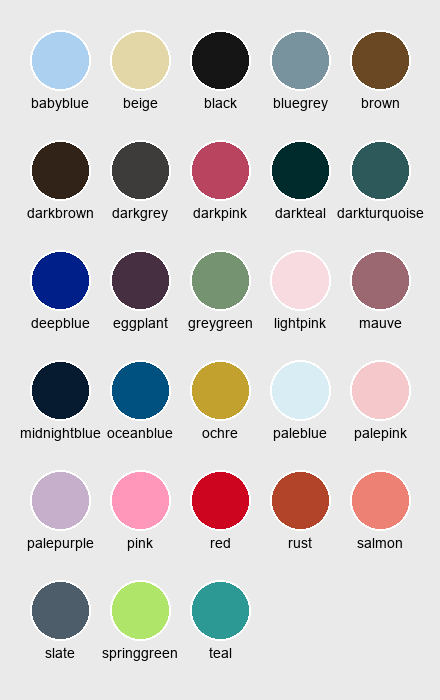 babyblue beige black bluegrey brown
darkbrown darkgrey darkpink darkteal darkturquoise
deepblue eggplant greygreen lightpink mauve
midnightblue oceanblue ochre paleblue palepink
palepurple pink red rust salmon
slate springgreen teal